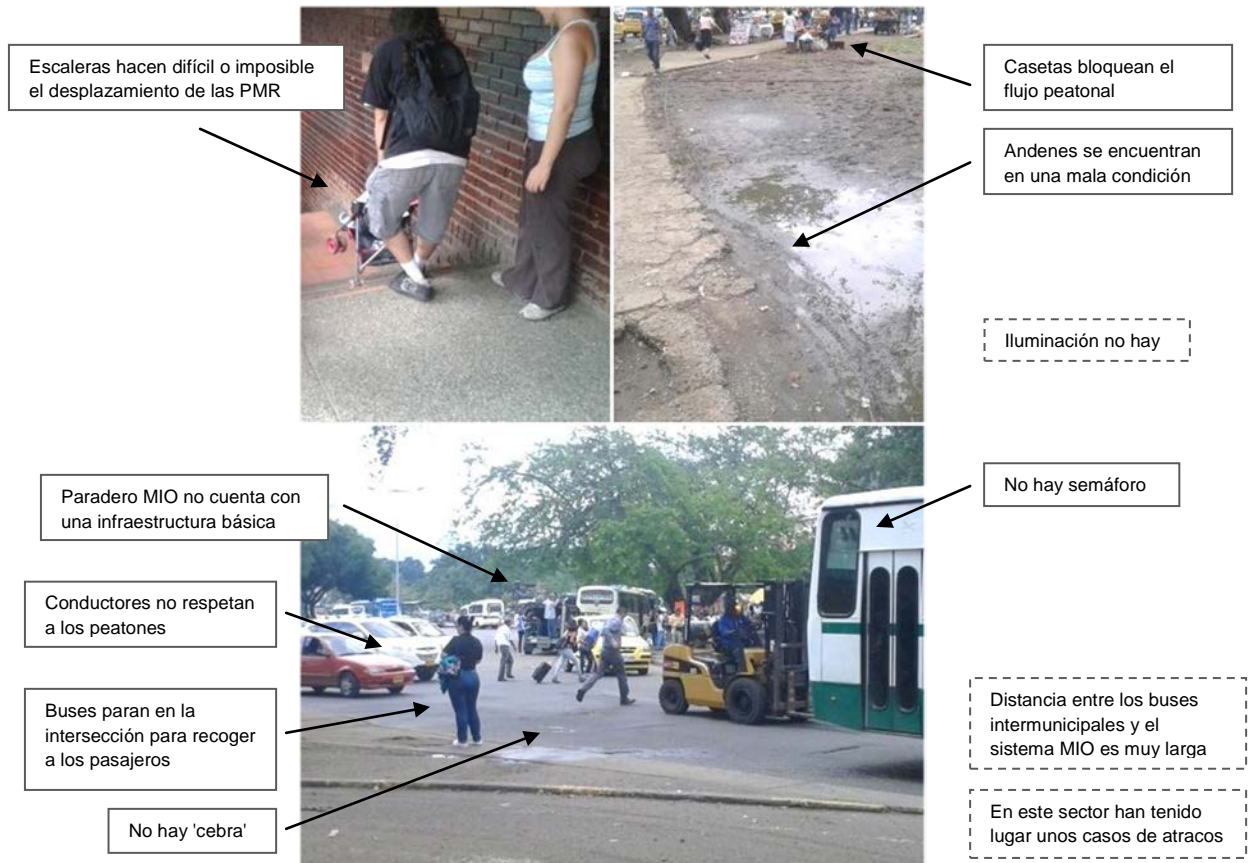 Escaleras hacen difícil o imposible
el desplazamiento de las PMR
Casetas bloquean el
flujo peatonal
Andenes se encuentran
en una mala condición
Iluminación no hay
Paradero MIO no cuenta con
una infraestructura básica
No hay semáforo
Conductores no respetan
a los peatones
Buses paran en la
intersección para recoger
a los pasajeros
Distancia entre los buses
intermunicipales y el
sistema MIO es muy larga
No hay 'cebra'
En este sector han tenido
lugar unos casos de atracos